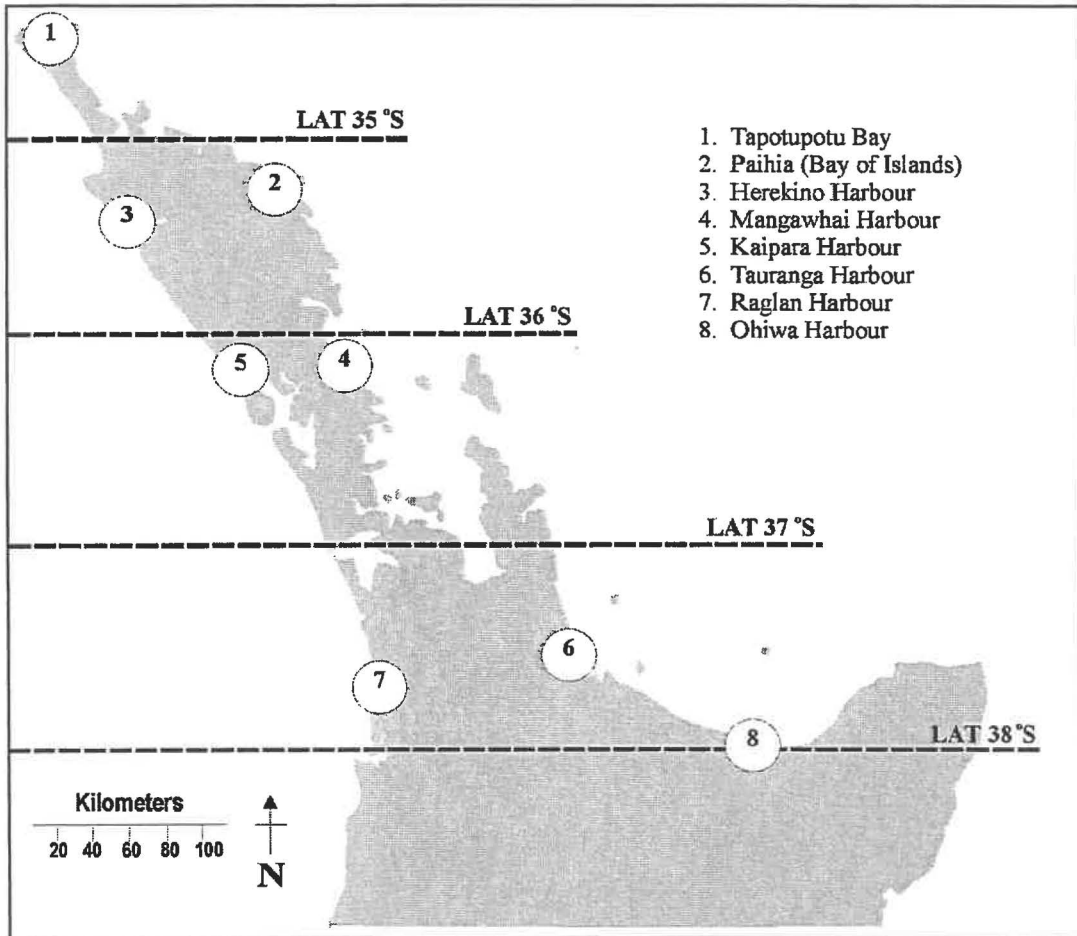 1
LAT 35 °S
1. Tapotupotu Bay
2. Paihia (Bay of Islands)
3. Herekino Harbour
4. Mangawhai Harbour
5. Kaipara Harbour
6. Tauranga Harbour
7. Raglan Harbour
8. Ohiwa Harbour
2
3
LAT 36 °S
5
4
LAT 37 °S
6
7
8
LAT 38 °S
Kilometers
20 40 60 80 100
N